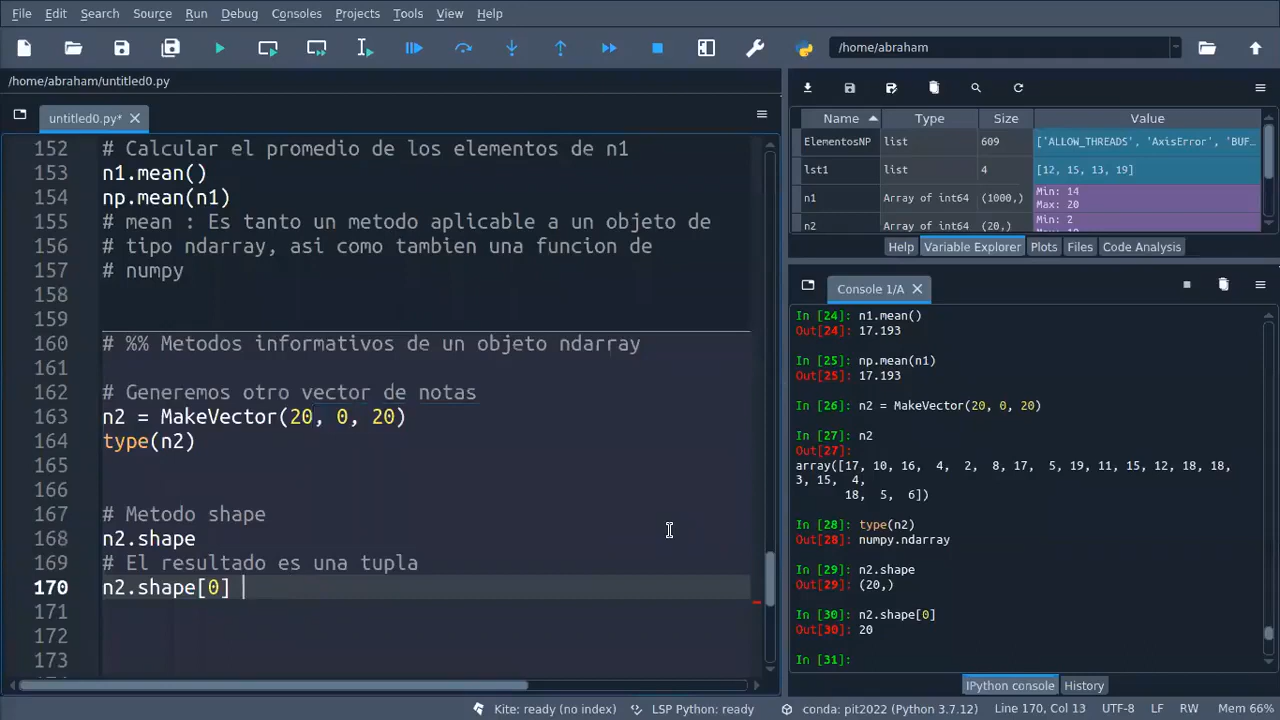 File Edit Search Source Run Debug Consoles Projects Tools View Help
/home/abraham
/home/abraham/untitled0.py
untitled0.py*
152 # Calcular el promedio de los elementos de n1
153 n1.mean()
154 np.mean(n1)
155 # mean : Es tanto un metodo aplicable a un objeto de
156 # tipo ndarray, asi como tambien una funcion de
157 # numpy
158
159
160 # %% Metodos informativos de un objeto ndarray
161
162 # Generemos otro vector de notas
163 n2 = MakeVector(20, 0, 20)
164 type(n2)
165
166
167 # Metodo shape
168 n2.shape
169 # El resultado es una tupla
170 n2.shape[0]
171
172
173
Name Type Size Value
ElementosNP list 609 ['ALLOW_THREADS', 'AxisError', 'BUF…
lst1 list 4 [12, 15, 13, 19]
n1 Array of int64 (1000,) Min: 14
Max: 20
n2 Array of int64 (20,) Min: 2
Help Variable Explorer Plots Files Code Analysis
Console 1/A
In [24]: n1.mean()
Out[24]: 17.193
In [25]: np.mean(n1)
Out[25]: 17.193
In [26]: n2 = MakeVector(20, 0, 20)
In [27]: n2
Out[27]:
array([17, 10, 16,  4,  2,  8, 17,  5, 19, 11, 15, 12, 18, 18,
3, 15,  4,
18,  5,  6])
In [28]: type(n2)
Out[28]: numpy.ndarray
In [29]: n2.shape
Out[29]: (20,)
In [30]: n2.shape[0]
Out[30]: 20
In [31]:
IPython console History
Kite: ready (no index) LSP Python: ready conda: pit2022 (Python 3.7.12) Line 170, Col 13 UTF-8 LF RW Mem 66%